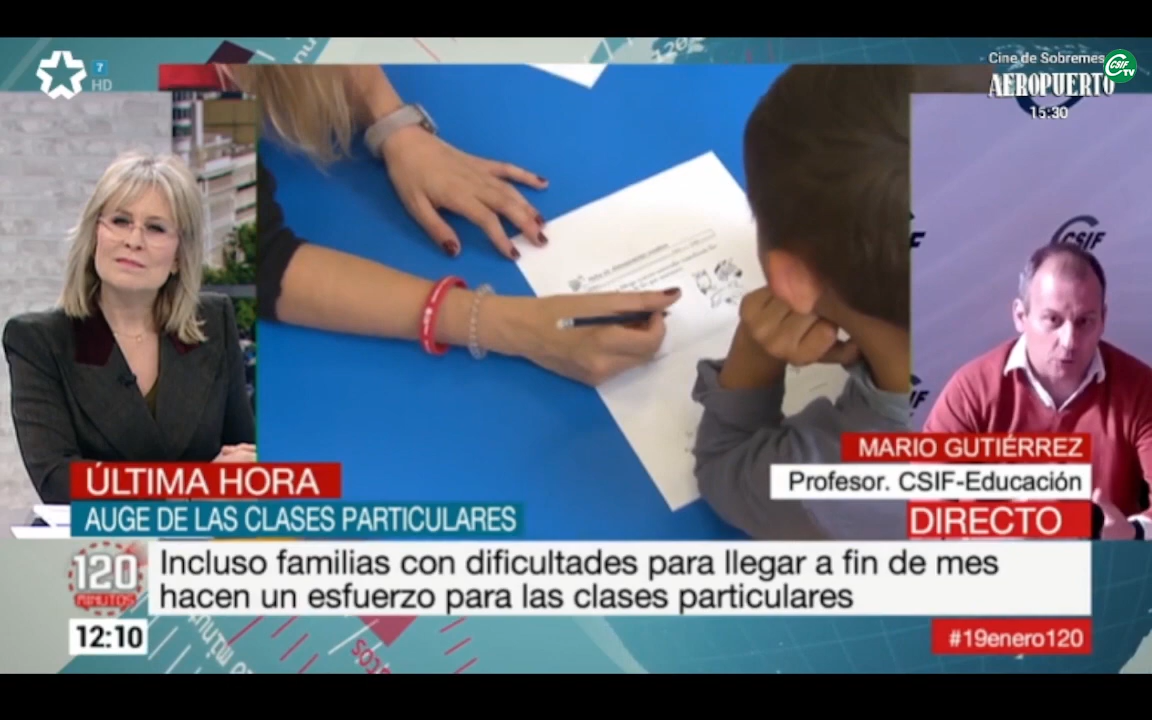 7
HD
Cine de Sobremes
CSIF
TV
AEROPUERTO
15:30
CSIF
ÚLTIMA HORA
AUGE DE LAS CLASES PARTICULARES
MARIO GUTIÉRREZ
Profesor. CSIF-Educación
DIRECTO
120
MINUTOS
Incluso familias con dificultades para llegar a fin de mes
hacen un esfuerzo para las clases particulares
12:10
#19enero120